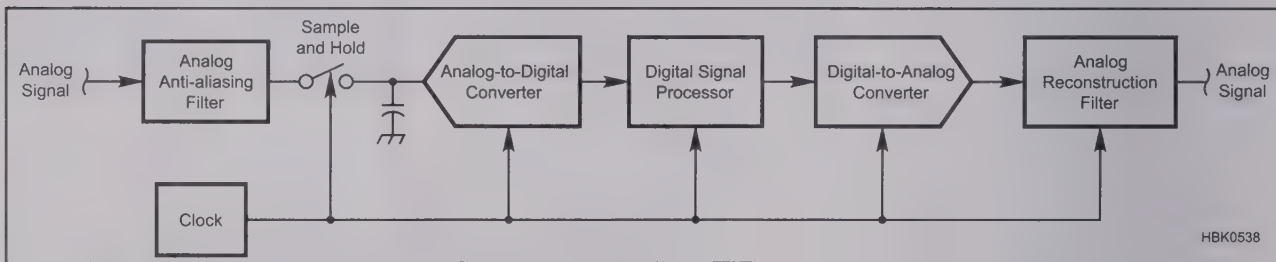 Analog
Signal
Analog
Anti-aliasing
Filter
Sample
and Hold
Analog-to-Digital
Converter
Digital Signal
Processor
Digital-to-Analog
Converter
Analog
Reconstruction
Filter
Analog
Signal
Clock
HBK0538